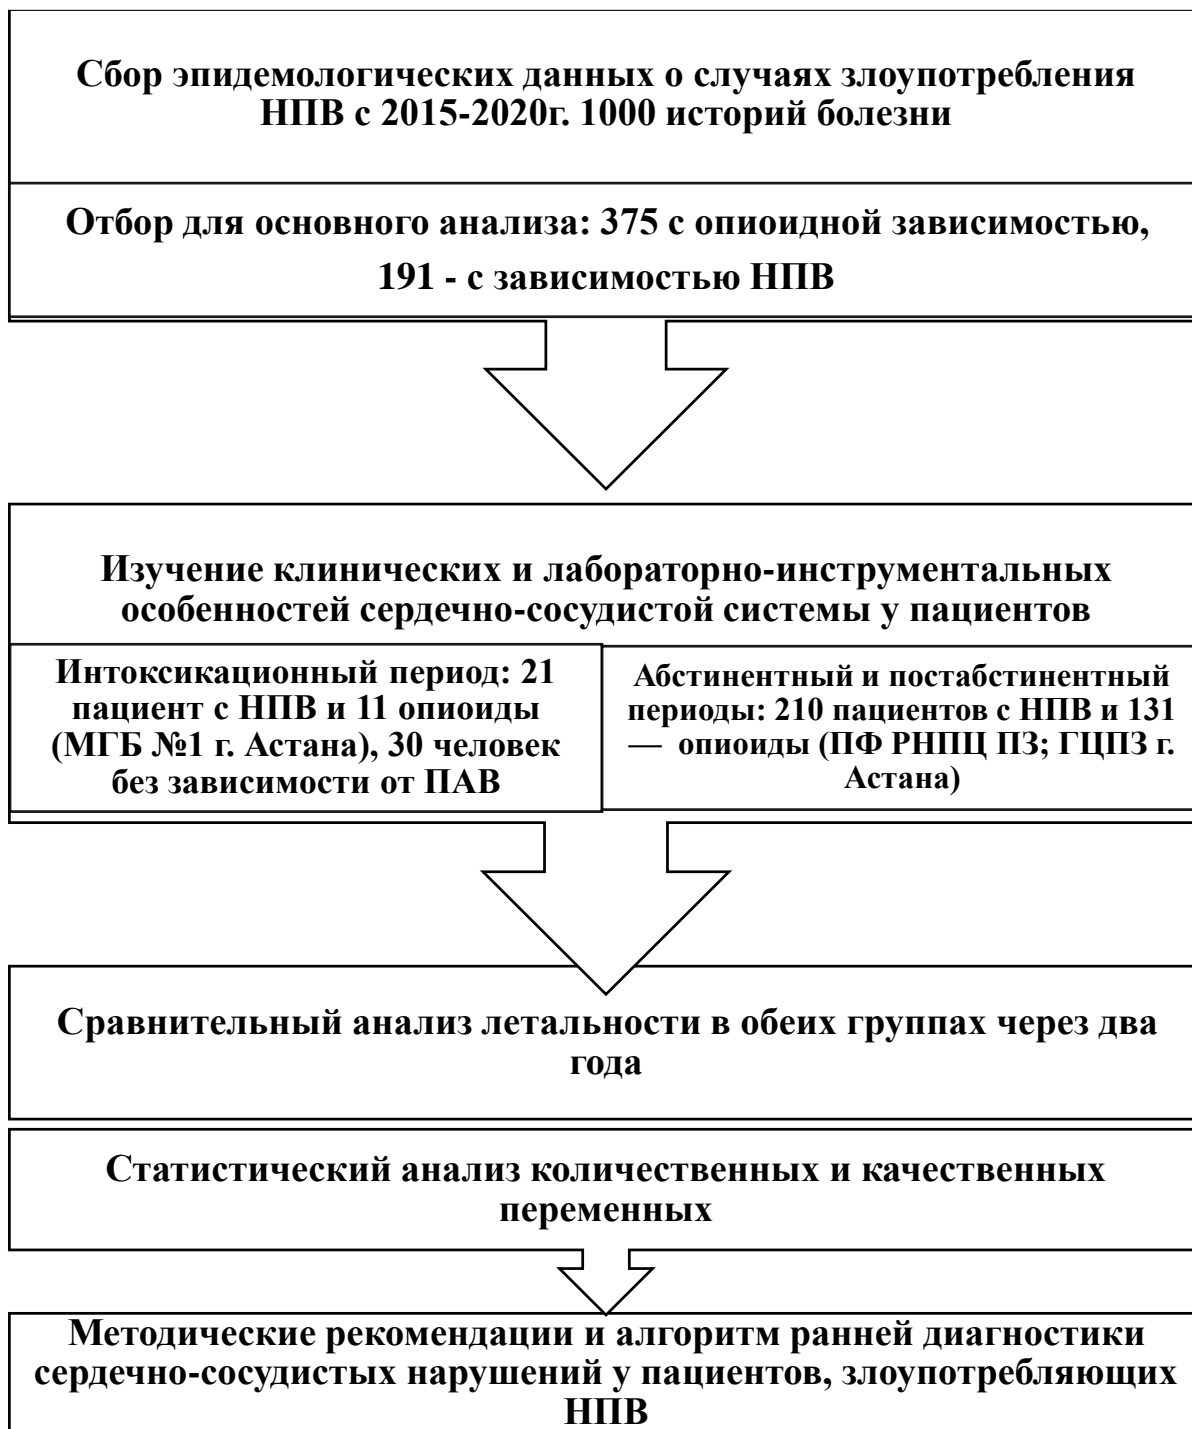 Сбор эпидемологических данных о случаях злоупотребления
НПВ с 2015-2020г. 1000 историй болезни
Отбор для основного анализа: 375 с опиоидной зависимостью,
191 - с зависимостью НПВ
Изучение клинических и лабораторно-инструментальных
особенностей сердечно-сосудистой системы у пациентов
Интоксикационный период: 21
пациент с НПВ и 11 опиоиды
(МГБ №1 г. Астана), 30 человек
без зависимости от ПАВ
Абстинентный и постабстинентный
периоды: 210 пациентов с НПВ и 131
— опиоиды (ПФ РНПЦ ПЗ; ГЦПЗ г.
Астана)
Сравнительный анализ летальности в обеих группах через два
года
Статистический анализ количественных и качественных
переменных
Методические рекомендации и алгоритм ранней диагностики
сердечно-сосудистых нарушений у пациентов, злоупотребляющих
НПВ